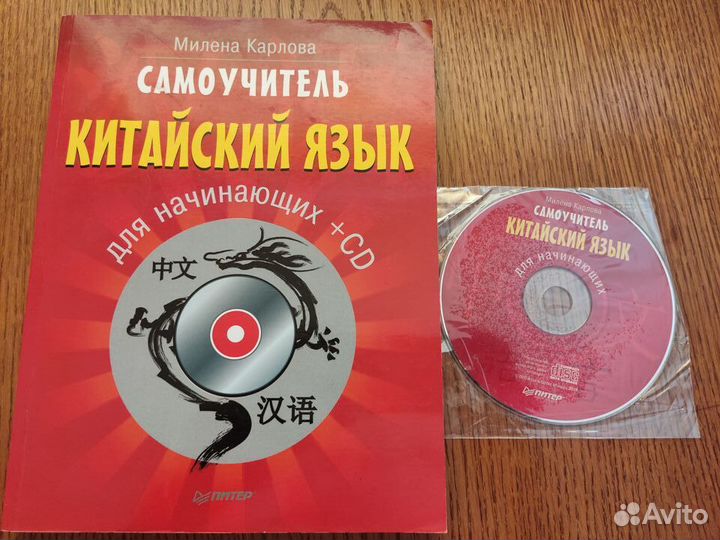 Милена Карлова
САМОУЧИТЕЛЬ
КИТАЙСКИЙ ЯЗЫК
для начинающих + CD
中文
汉语
ПИТЕР
Милена Карлова
САМОУЧИТЕЛЬ
КИТАЙСКИЙ ЯЗЫК
для начинающих
ПИТЕР
Avito